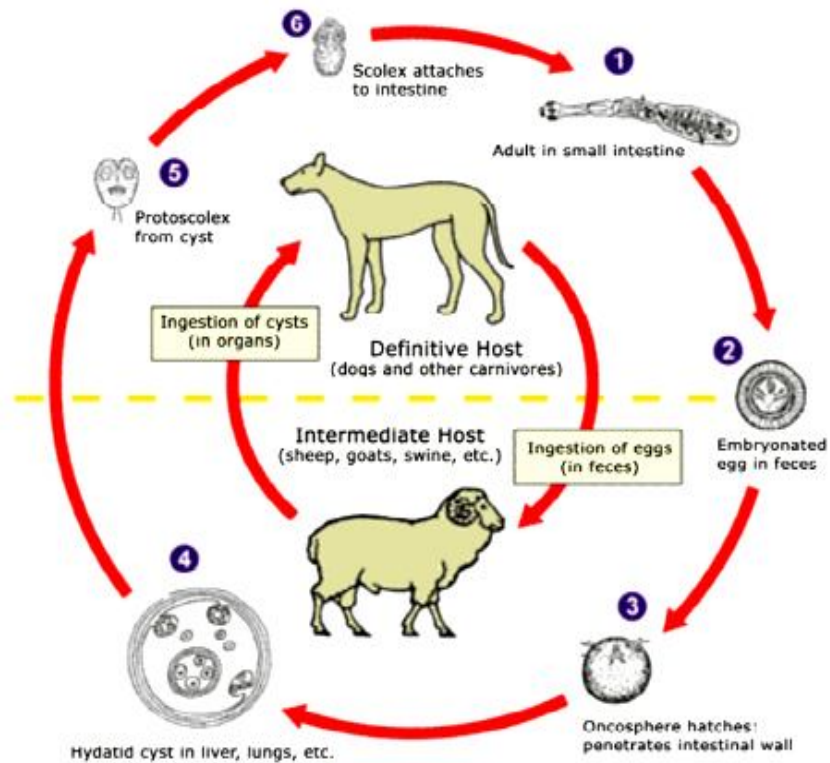 6
Scolex attaches
to intestine
1
Adult in small intestine
5
Protoscolex
from cyst
Ingestion of cysts
(in organs)
Definitive Host
(dogs and other carnivores)
2
Embryonated
egg in feces
Intermediate Host
(sheep, goats, swine, etc.)
Ingestion of eggs
(in feces)
4
Hydatid cyst in liver, lungs, etc.
3
Oncosphere hatches:
penetrates intestinal wall